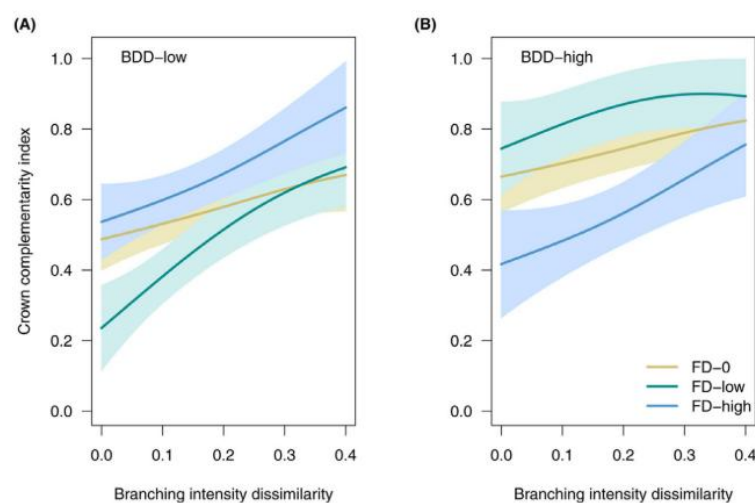 (A)
BDD–low
Crown complementarity index
1.0
0.8
0.6
0.4
0.2
0.0
0.0 0.1 0.2 0.3 0.4
Branching intensity dissimilarity
(B)
BDD–high
1.0
0.8
0.6
0.4
0.2
0.0
FD–0
FD–low
FD–high
0.0 0.1 0.2 0.3 0.4
Branching intensity dissimilarity